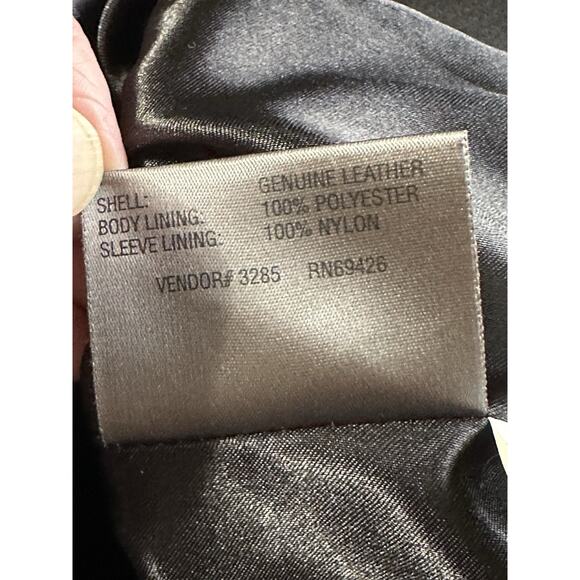 SHELL: GENUINE LEATHER
BODY LINING: 100% POLYESTER
SLEEVE LINING: 100% NYLON
VENDOR# 3285 RN69426